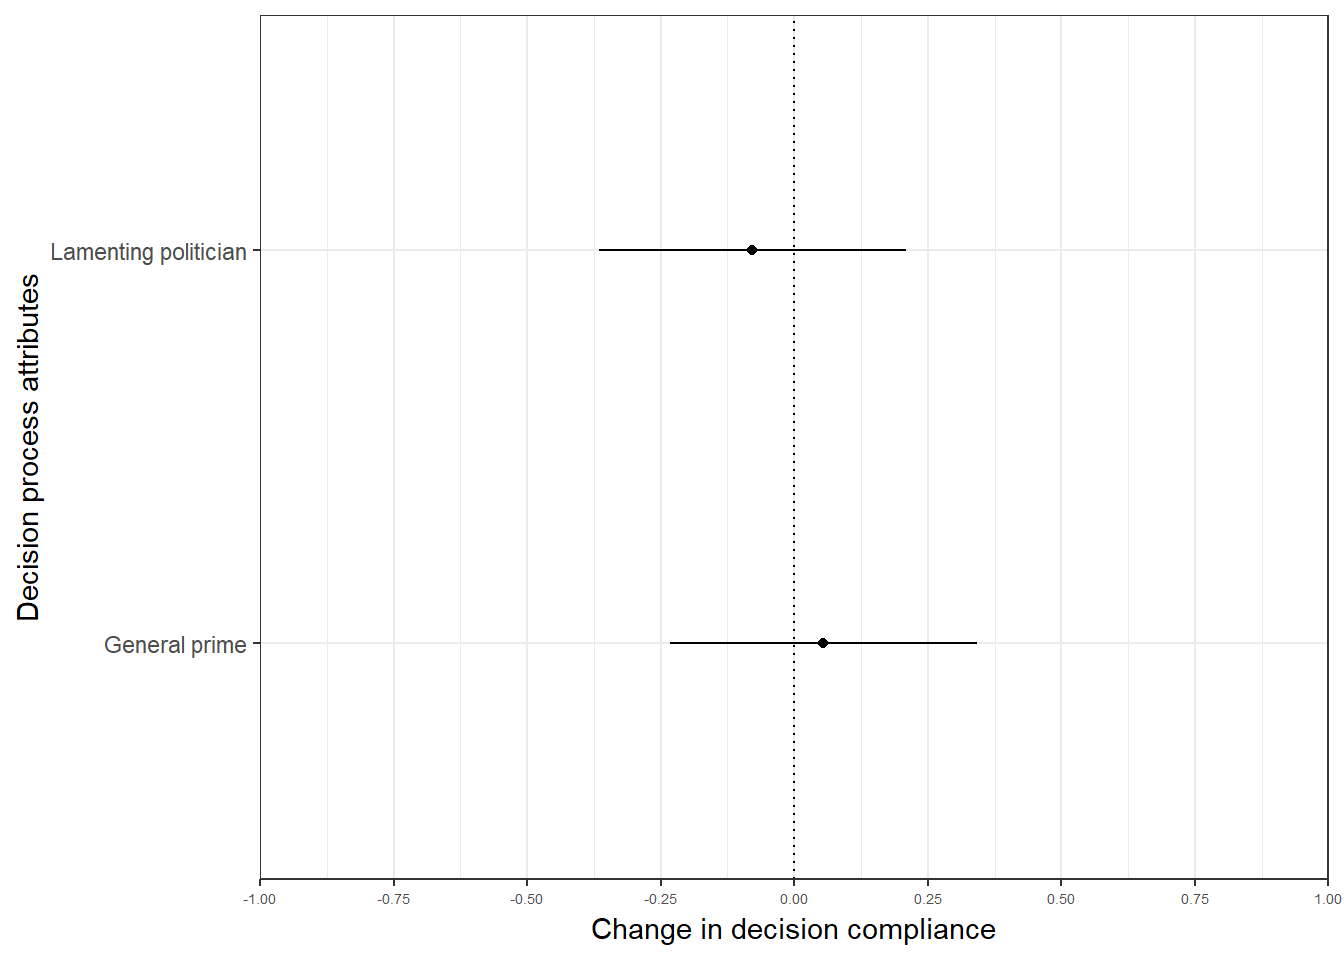 Decision process attributes
Lamenting politician
General prime
-1.00 -0.75 -0.50 -0.25 0.00 0.25 0.50 0.75 1.00
Change in decision compliance